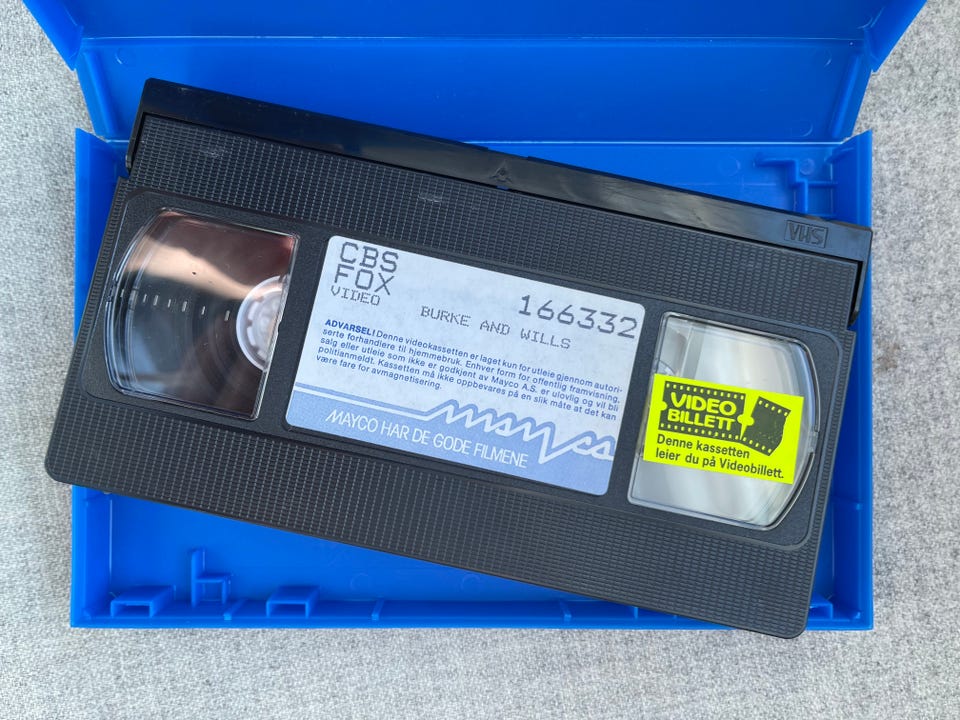 VHS
CBS
FOX
VIDEO
166332
BURKE AND WILLS
ADVARSEL! Denne videokassetten er laget kun for utleie gjennom autori-
serte forhandlere til hjemmebruk. Enhver form for offentlig framvisning,
salg eller utleie som ikke er godkjent av Mayco A.S. er ulovlig og vil bli
politianmeldt. Kassetten må ikke oppbevares på en slik måte at det kan
være fare for avmagnetisering.
mayco
MAYCO HAR DE GODE FILMENE
VIDEO
BILLETT
Denne kassetten
leier du på Videobillett.